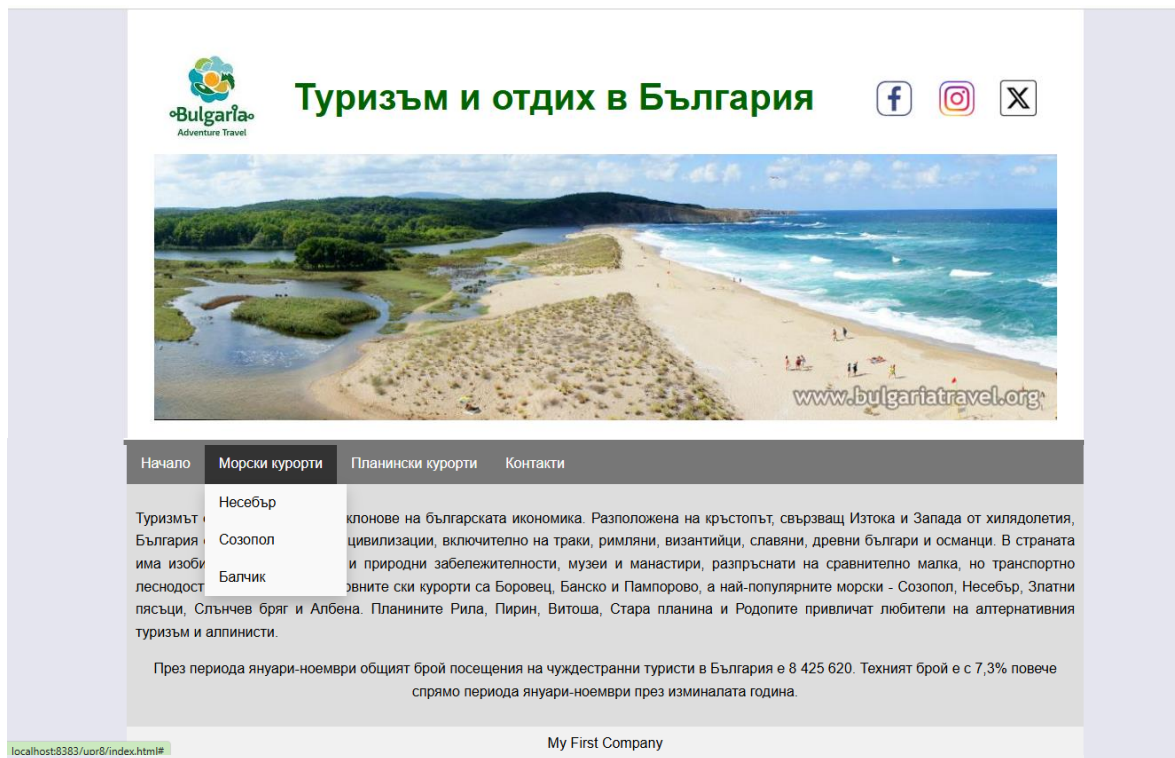 Bulgaria
Adventure Travel
Туризъм и отдих в България
www.bulgariatravel.org
Начало Морски курорти Планински курорти Контакти
Несебър
Созопол
Балчик
Туризмът клонове на българската икономика. Разположена на кръстопът, свързващ Изтока и Запада от хилядолетия,
България цивилизации, включително на траки, римляни, византийци, славяни, древни българи и османци. В страната
има и природни забележителности, музеи и манастири, разпръснати на сравнително малка, но транспортно
ски курорти са Боровец, Банско и Пампорово, а най-популярните морски - Созопол, Несебър, Златни
пясъци, Слънчев бряг и Албена. Планините Рила, Пирин, Витоша, Стара планина и Родопите привличат любители на алтернативния
туризъм и алпинисти.
През периода януари-ноември общият брой посещения на чуждестранни туристи в България е 8 425 620. Техният брой е с 7,3% повече
спрямо периода януари-ноември през изминалата година.
My First Company
localhost:8383/upr8/index.html#